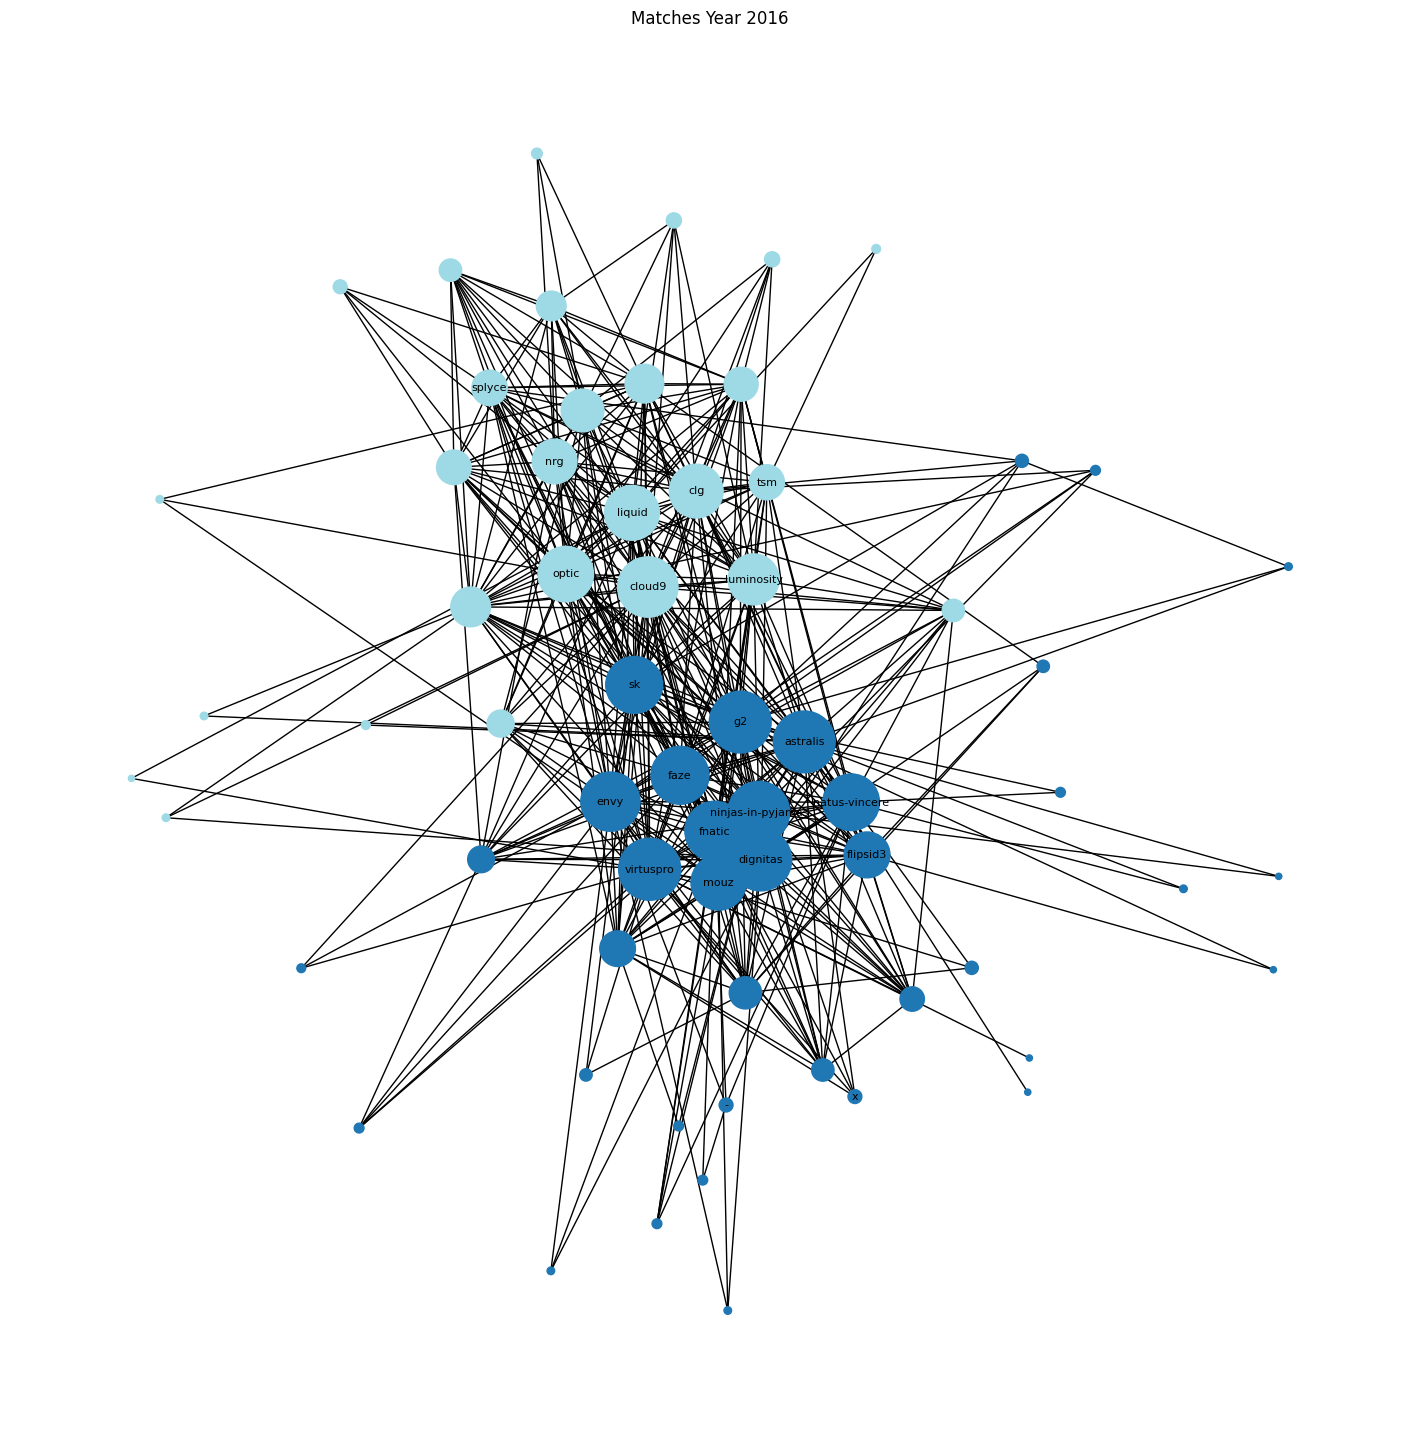 Matches Year 2016
splyce
nrg
tsm
clg
liquid
optic
cloud9
luminosity
sk
g2
astralis
faze
envy
natus-vincere
ninjas-in-pyjamas
fnatic
flipsid3
dignitas
virtuspro
mouz
x
-